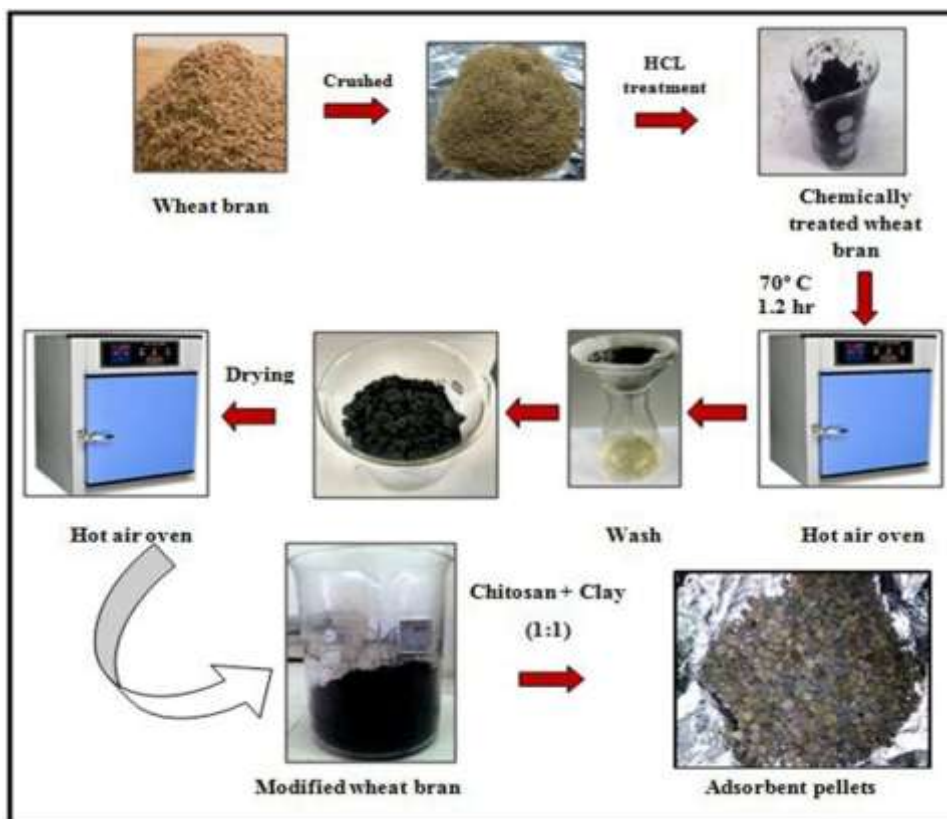 Crushed
HCL
treatment
Wheat bran
Chemically
treated wheat
bran
70° C
1.2 hr
Drying
Hot air oven
Wash
Hot air oven
Chitosan + Clay
(1:1)
Modified wheat bran
Adsorbent pellets